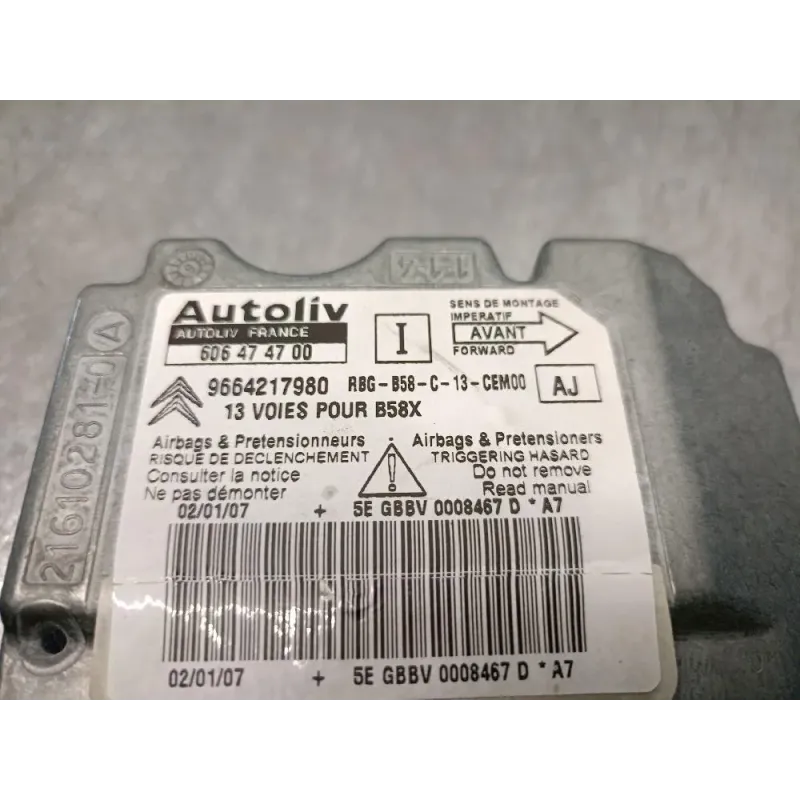 Autoliv
AUTOLIV FRANCE
606 47 47 00
I
SENS DE MONTAGE
IMPERATIF
AVANT
FORWARD
9664217980 RBG-B58-C-13-CEM00 AJ
13 VOIES POUR B58X
Airbags & Pretensionneurs
RISQUE DE DECLENCHEMENT
Consulter la notice
Ne pas démonter
!
Airbags & Pretensioners
TRIGGERING HASARD
Do not remove
Read manual
02/01/07 + 5E GBBV 0008467 D *A7
02/01/07 + 5E GBBV 0008467 D *A7
A